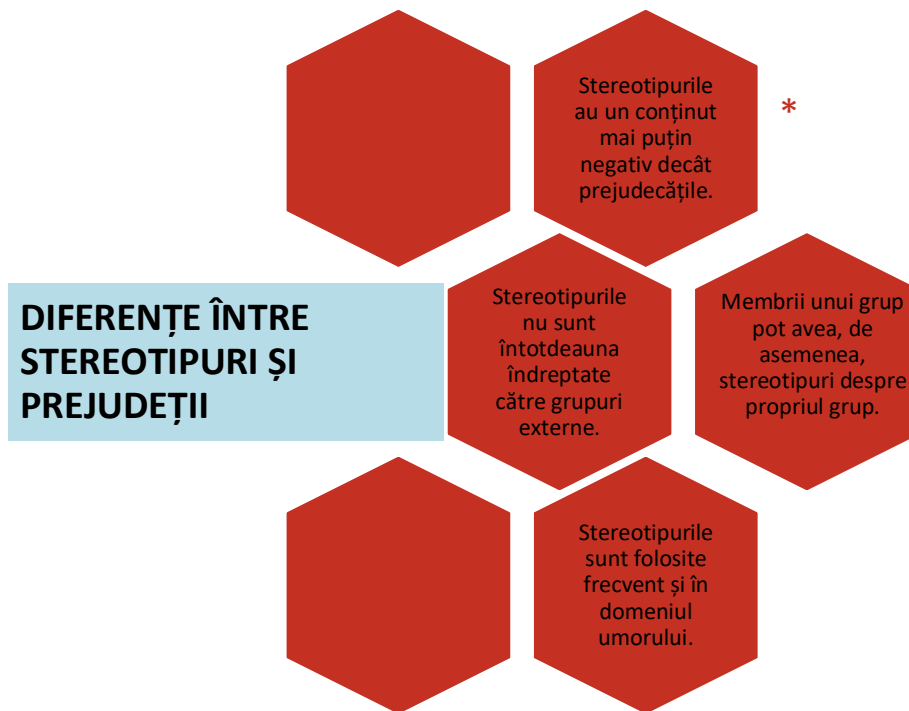 Stereotipurile
au un conținut
mai puțin
negativ decât
prejudecățile.
*
DIFERENȚE ÎNTRE
STEREOTIPURI ȘI
PREJUDEȚII
Stereotipurile
nu sunt
întotdeauna
îndreptate
către grupuri
externe.
Membrii unui grup
pot avea, de
asemenea,
stereotipuri despre
propriul grup.
Stereotipurile
sunt folosite
frecvent și în
domeniul
umorului.